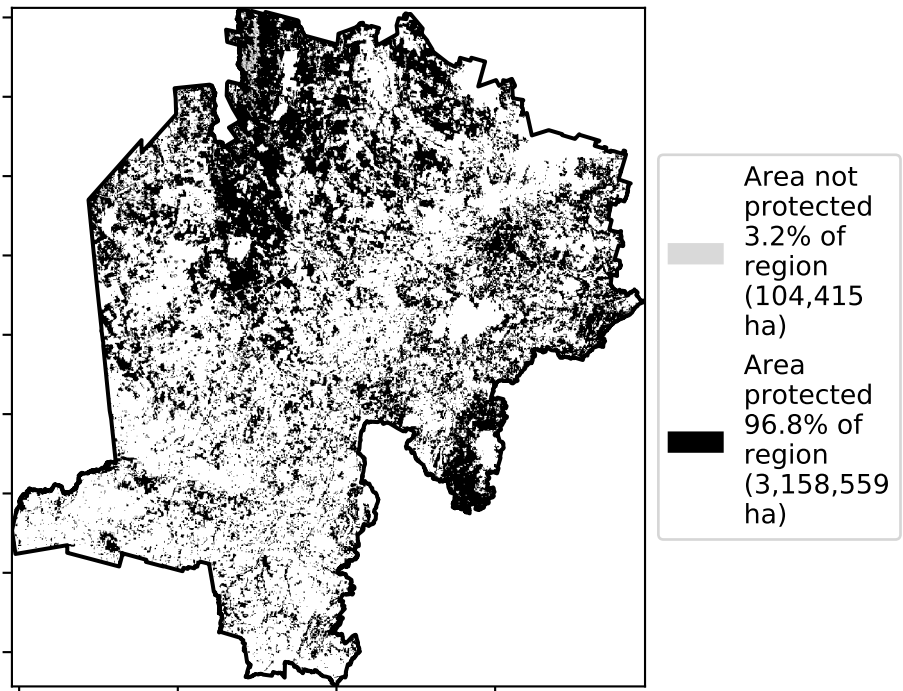 Area not
protected
3.2% of
region
(104,415
ha)
Area
protected
96.8% of
region
(3,158,559
ha)